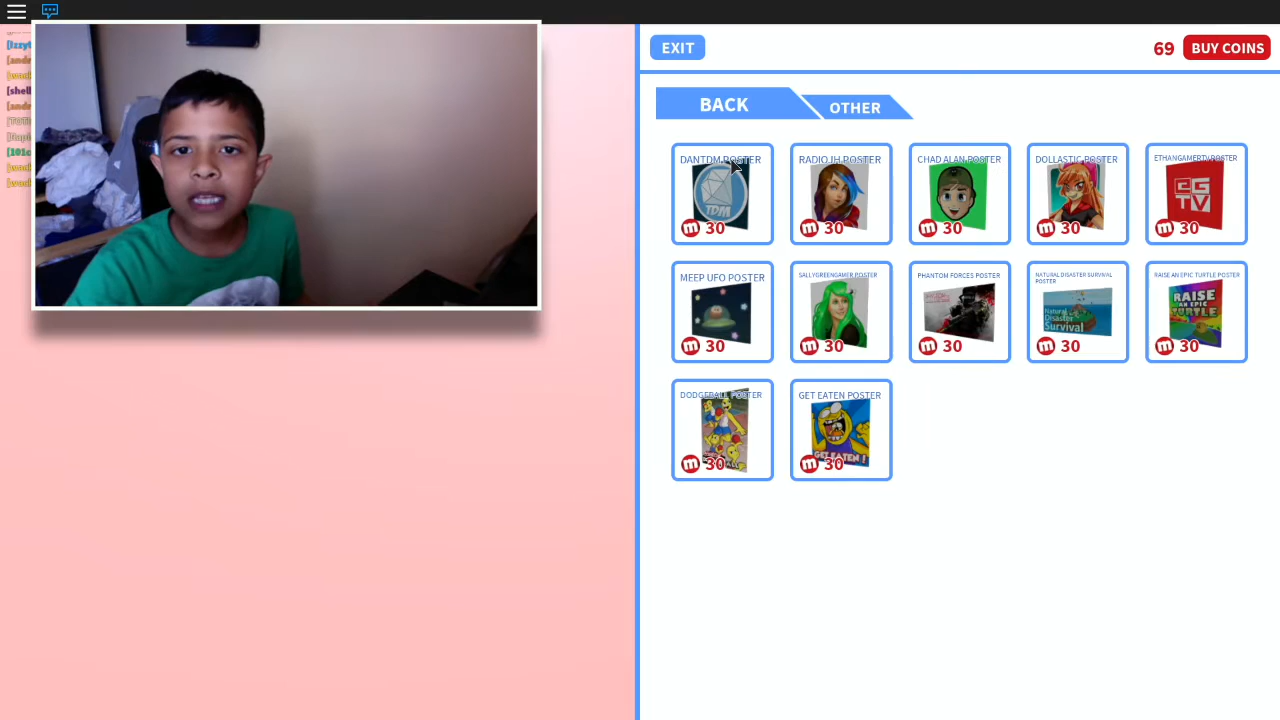 EXIT
69 BUY COINS
BACK
OTHER
DANTDM POSTER
TDM
30
RADIOJH POSTER
30
CHAD ALAN POSTER
30
DOLLASTIC POSTER
30
ETHANGAMERTV POSTER
EG
TV
30
MEEP UFO POSTER
30
SALLYGREENGAMER POSTER
30
PHANTOM FORCES POSTER
30
NATURAL DISASTER SURVIVAL
POSTER
Natural
Disaster
Survival
30
RAISE AN EPIC TURTLE POSTER
RAISE
AN EPIC
TURTLE
30
DODGEBALL POSTER
30
GET EATEN POSTER
GET EATEN!
30